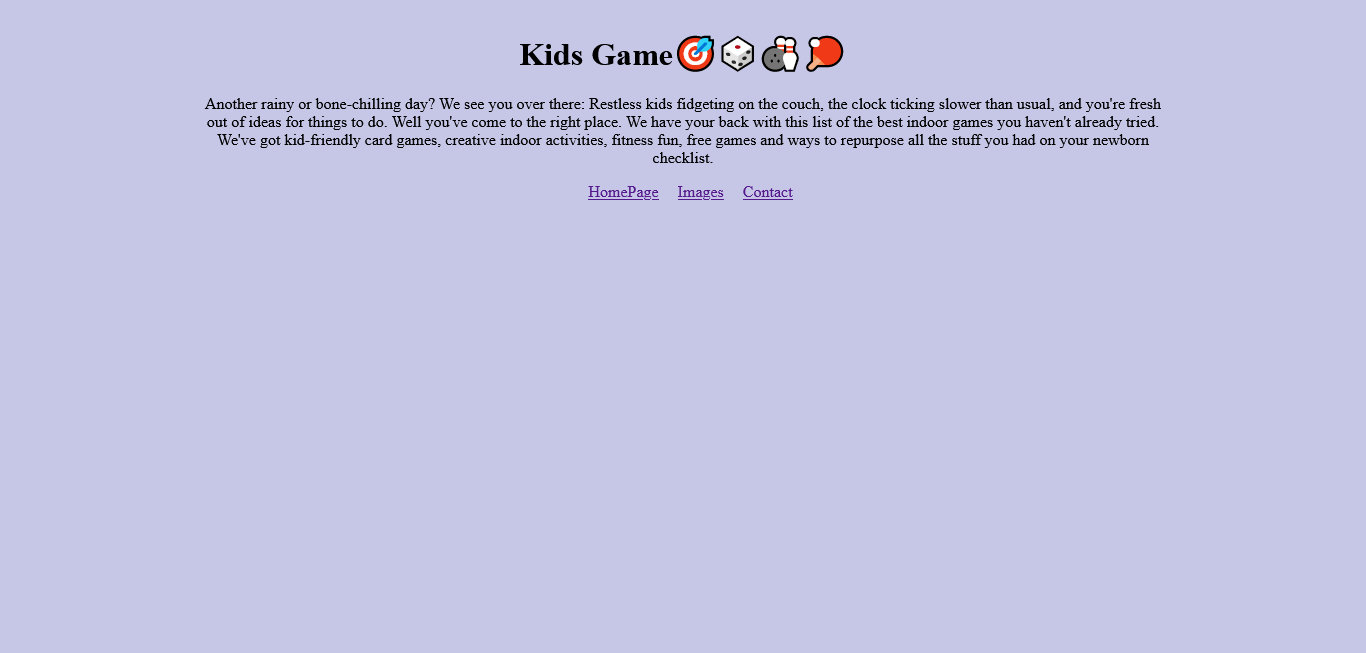 Kids Game🎯🎲🎳🏓
Another rainy or bone-chilling day? We see you over there: Restless kids fidgeting on the couch, the clock ticking slower than usual, and you're fresh
out of ideas for things to do. Well you've come to the right place. We have your back with this list of the best indoor games you haven't already tried.
We've got kid-friendly card games, creative indoor activities, fitness fun, free games and ways to repurpose all the stuff you had on your newborn
checklist.
HomePage Images Contact